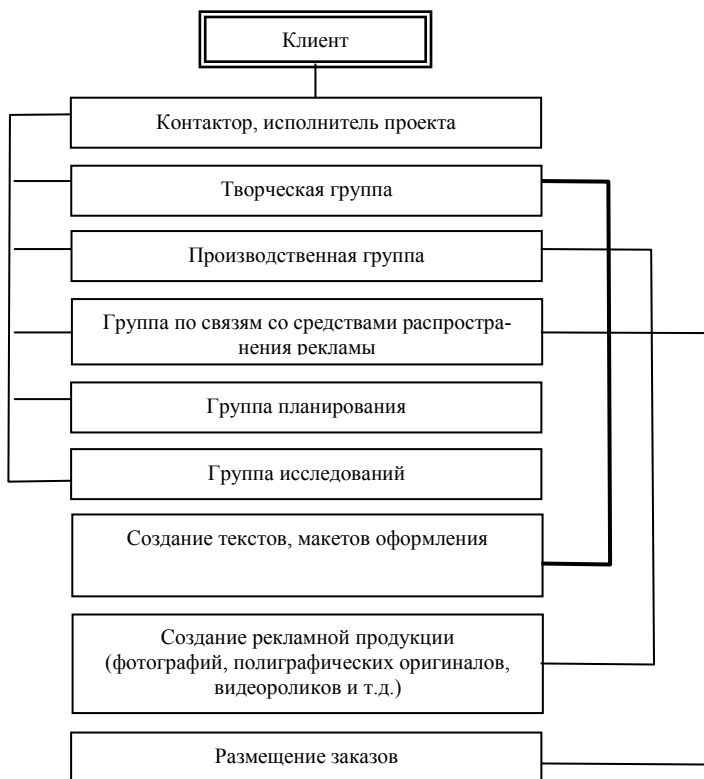 Клиент
Контактор, исполнитель проекта
Творческая группа
Производственная группа
Группа по связям со средствами распростра-
нения рекламы
Группа планирования
Группа исследований
Создание текстов, макетов оформления
Создание рекламной продукции
(фотографий, полиграфических оригиналов,
видеороликов и т.д.)
Размещение заказов